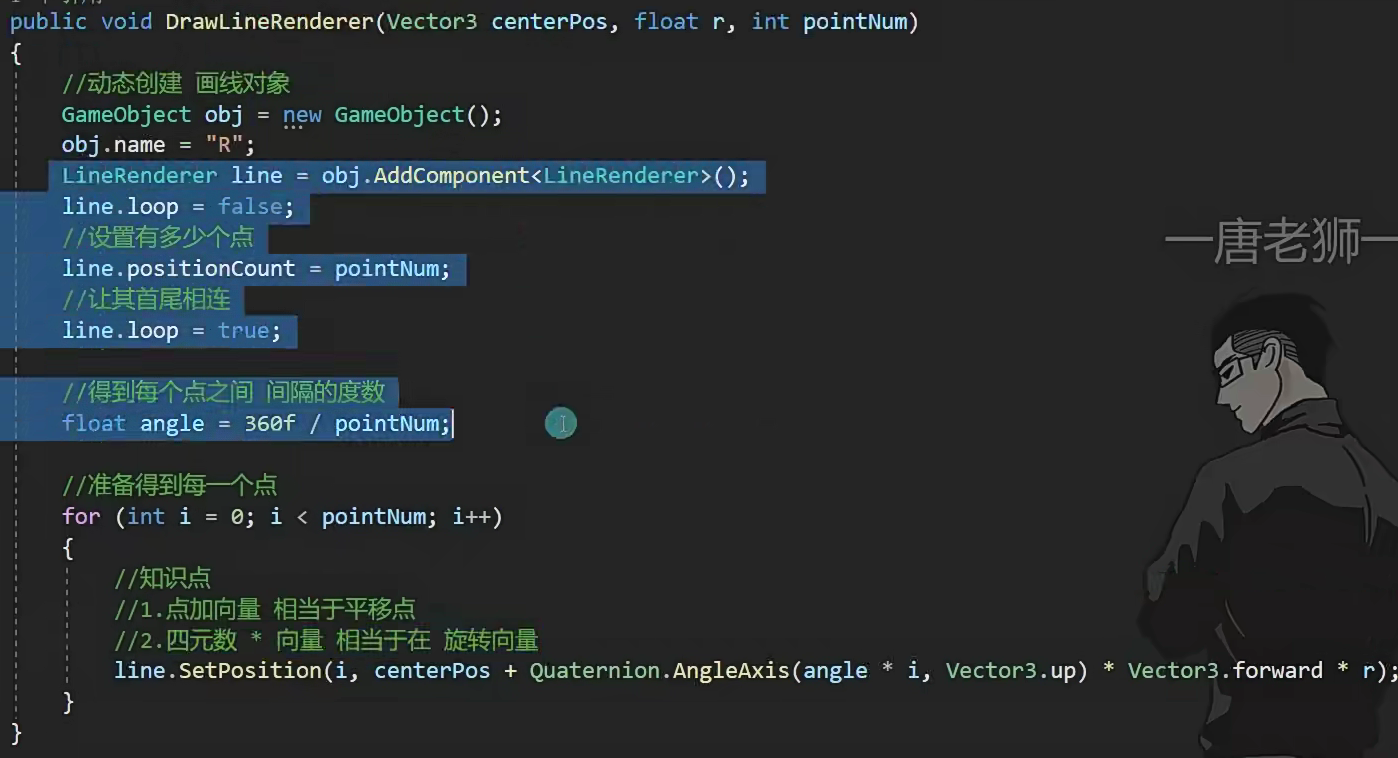 public void DrawLineRenderer(Vector3 centerPos, float r, int pointNum)
{
//动态创建 画线对象
GameObject obj = new GameObject();
obj.name = "R";
LineRenderer line = obj.AddComponent<LineRenderer>();
line.loop = false;
//设置有多少个点
line.positionCount = pointNum;
//让其首尾相连
line.loop = true;
//得到每个点之间 间隔的度数
float angle = 360f / pointNum;
//准备得到每一个点
for (int i = 0; i < pointNum; i++)
{
//知识点
//1.点加向量 相当于平移点
//2.四元数 * 向量 相当于在 旋转向量
line.SetPosition(i, centerPos + Quaternion.AngleAxis(angle * i, Vector3.up) * Vector3.forward * r);
}
}
—唐老狮—